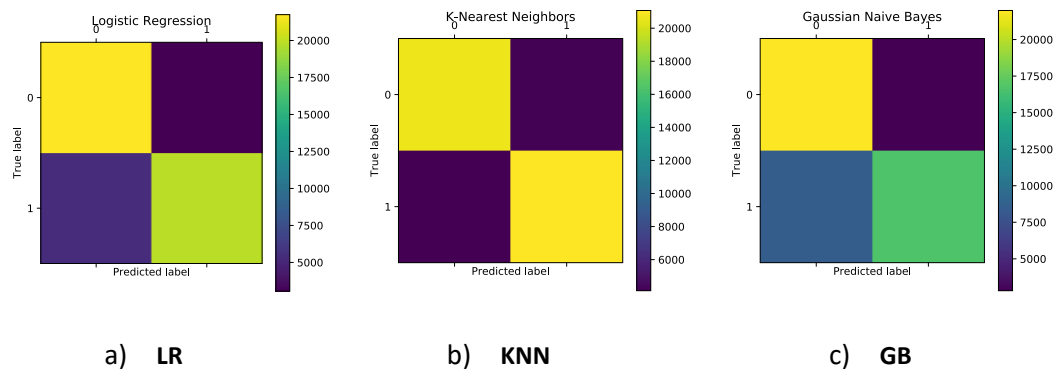 Logistic Regression
0 1
0
1
True label
Predicted label
20000
17500
15000
12500
10000
7500
5000
K-Nearest Neighbors
0 1
0
1
True label
Predicted label
20000
18000
16000
14000
12000
10000
8000
6000
Gaussian Naive Bayes
0 1
0
1
True label
Predicted label
20000
17500
15000
12500
10000
7500
5000
a) LR
b) KNN
c) GB